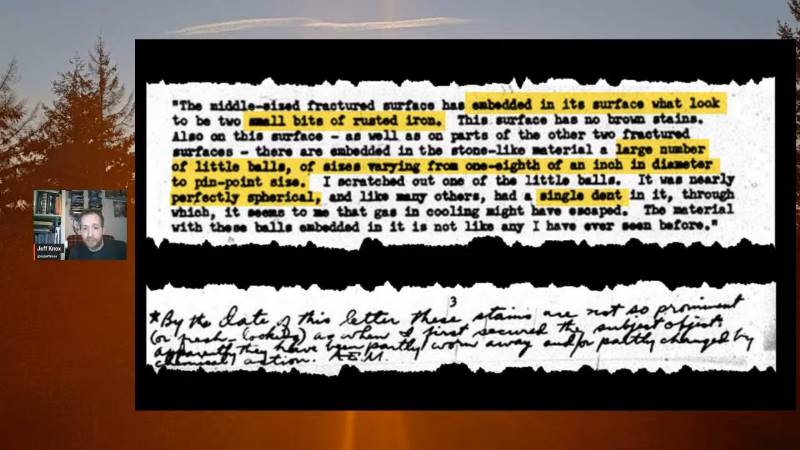 "The middle-sized fractured surface has embedded in its surface what look
to be two small bits of rusted iron. This surface has no brown stains.
Also on this surface - as well as on parts of the other two fractured
surfaces - there are embedded in the stone-like material a large number
of little balls, of sizes varying from one-eighth of an inch in diameter
to pin-point size. I scratched out one of the little balls. It was nearly
perfectly spherical, and like many others, had a single dent in it, through
which, it seems to me that gas in cooling might have escaped. The material
with these balls embedded in it is not like any I have ever seen before."
Jeff Knox
3
*By the date of this letter these stains are not so prominent
(or fresh-looking) as when I first secured the subject object;
apparently they have been partly worn away and/or partly changed by
chemical action. A.E.M.